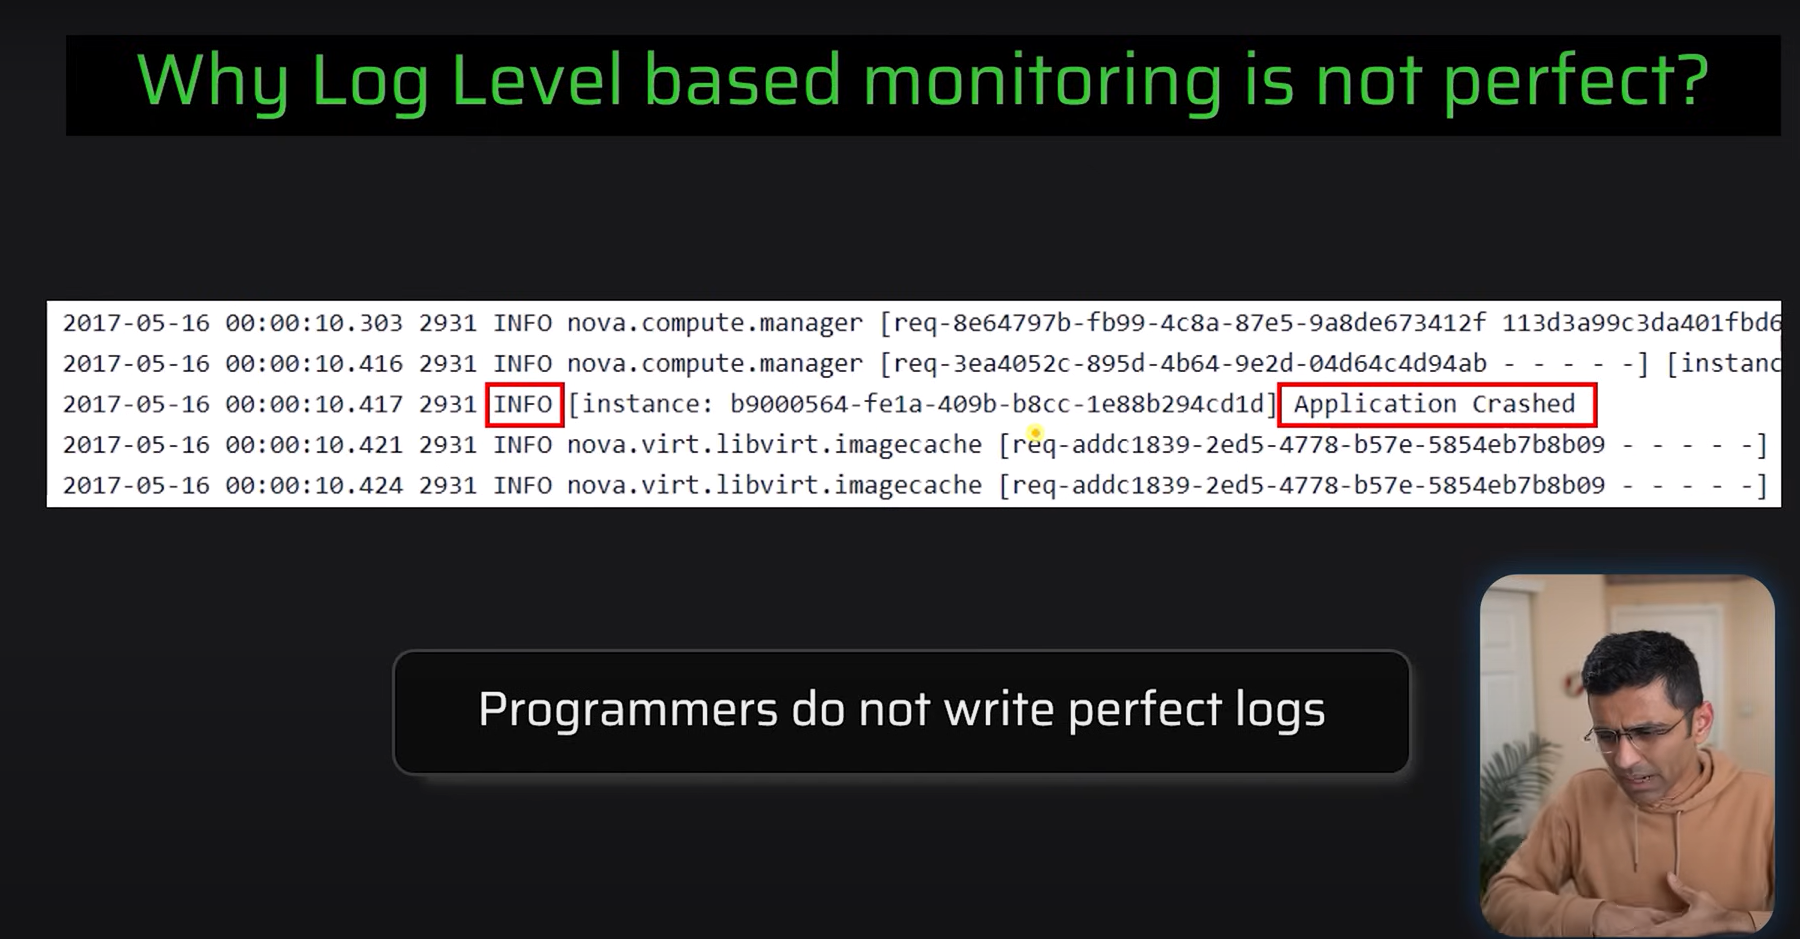 Why Log Level based monitoring is not perfect?
2017-05-16 00:00:10.303 2931 INFO nova.compute.manager [req-8e64797b-fb99-4c8a-87e5-9a8de673412f 113d3a99c3da401fbd6
2017-05-16 00:00:10.416 2931 INFO nova.compute.manager [req-3ea4052c-895d-4b64-9e2d-04d64c4d94ab - - - - -] [instanc
2017-05-16 00:00:10.417 2931 INFO [instance: b9000564-fe1a-409b-b8cc-1e88b294cd1d] Application Crashed
2017-05-16 00:00:10.421 2931 INFO nova.virt.libvirt.imagecache [req-addc1839-2ed5-4778-b57e-5854eb7b8b09 - - - - -]
2017-05-16 00:00:10.424 2931 INFO nova.virt.libvirt.imagecache [req-addc1839-2ed5-4778-b57e-5854eb7b8b09 - - - - -]
Programmers do not write perfect logs